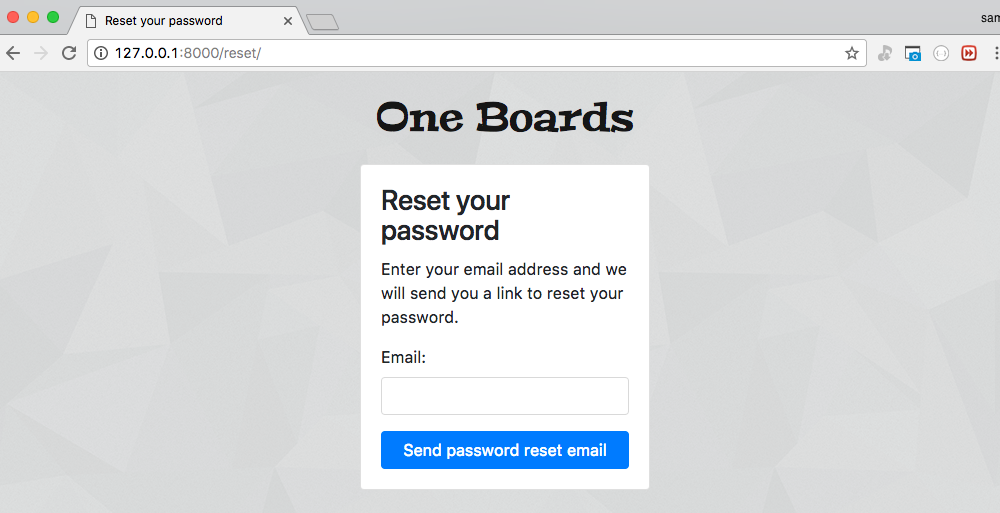 Reset your password
sam
127.0.0.1:8000/reset/
One Boards
Reset your
password
Enter your email address and we
will send you a link to reset your
password.
Email:
Send password reset email